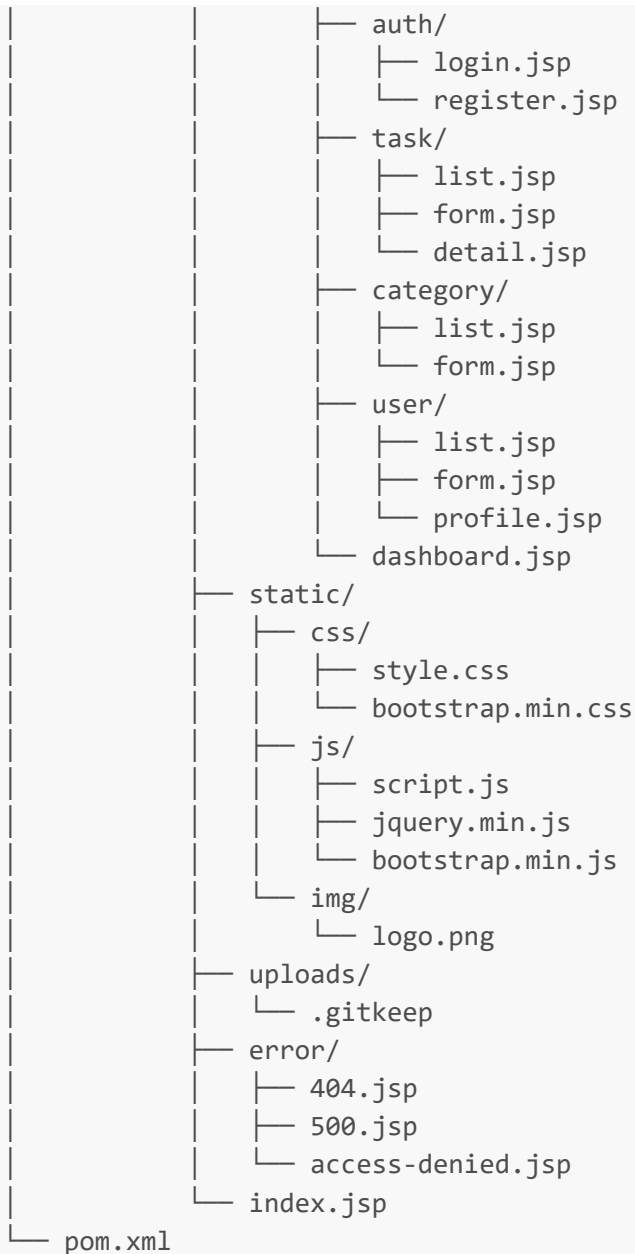 │           │       ├── auth/
│           │       │   ├── login.jsp
│           │       │   └── register.jsp
│           │       ├── task/
│           │       │   ├── list.jsp
│           │       │   ├── form.jsp
│           │       │   └── detail.jsp
│           │       ├── category/
│           │       │   ├── list.jsp
│           │       │   └── form.jsp
│           │       ├── user/
│           │       │   ├── list.jsp
│           │       │   ├── form.jsp
│           │       │   └── profile.jsp
│           │       └── dashboard.jsp
│           ├── static/
│           │   ├── css/
│           │   │   ├── style.css
│           │   │   └── bootstrap.min.css
│           │   ├── js/
│           │   │   ├── script.js
│           │   │   ├── jquery.min.js
│           │   │   └── bootstrap.min.js
│           │   └── img/
│           │       └── logo.png
│           ├── uploads/
│           │   └── .gitkeep
│           ├── error/
│           │   ├── 404.jsp
│           │   ├── 500.jsp
│           │   └── access-denied.jsp
│           └── index.jsp
└── pom.xml